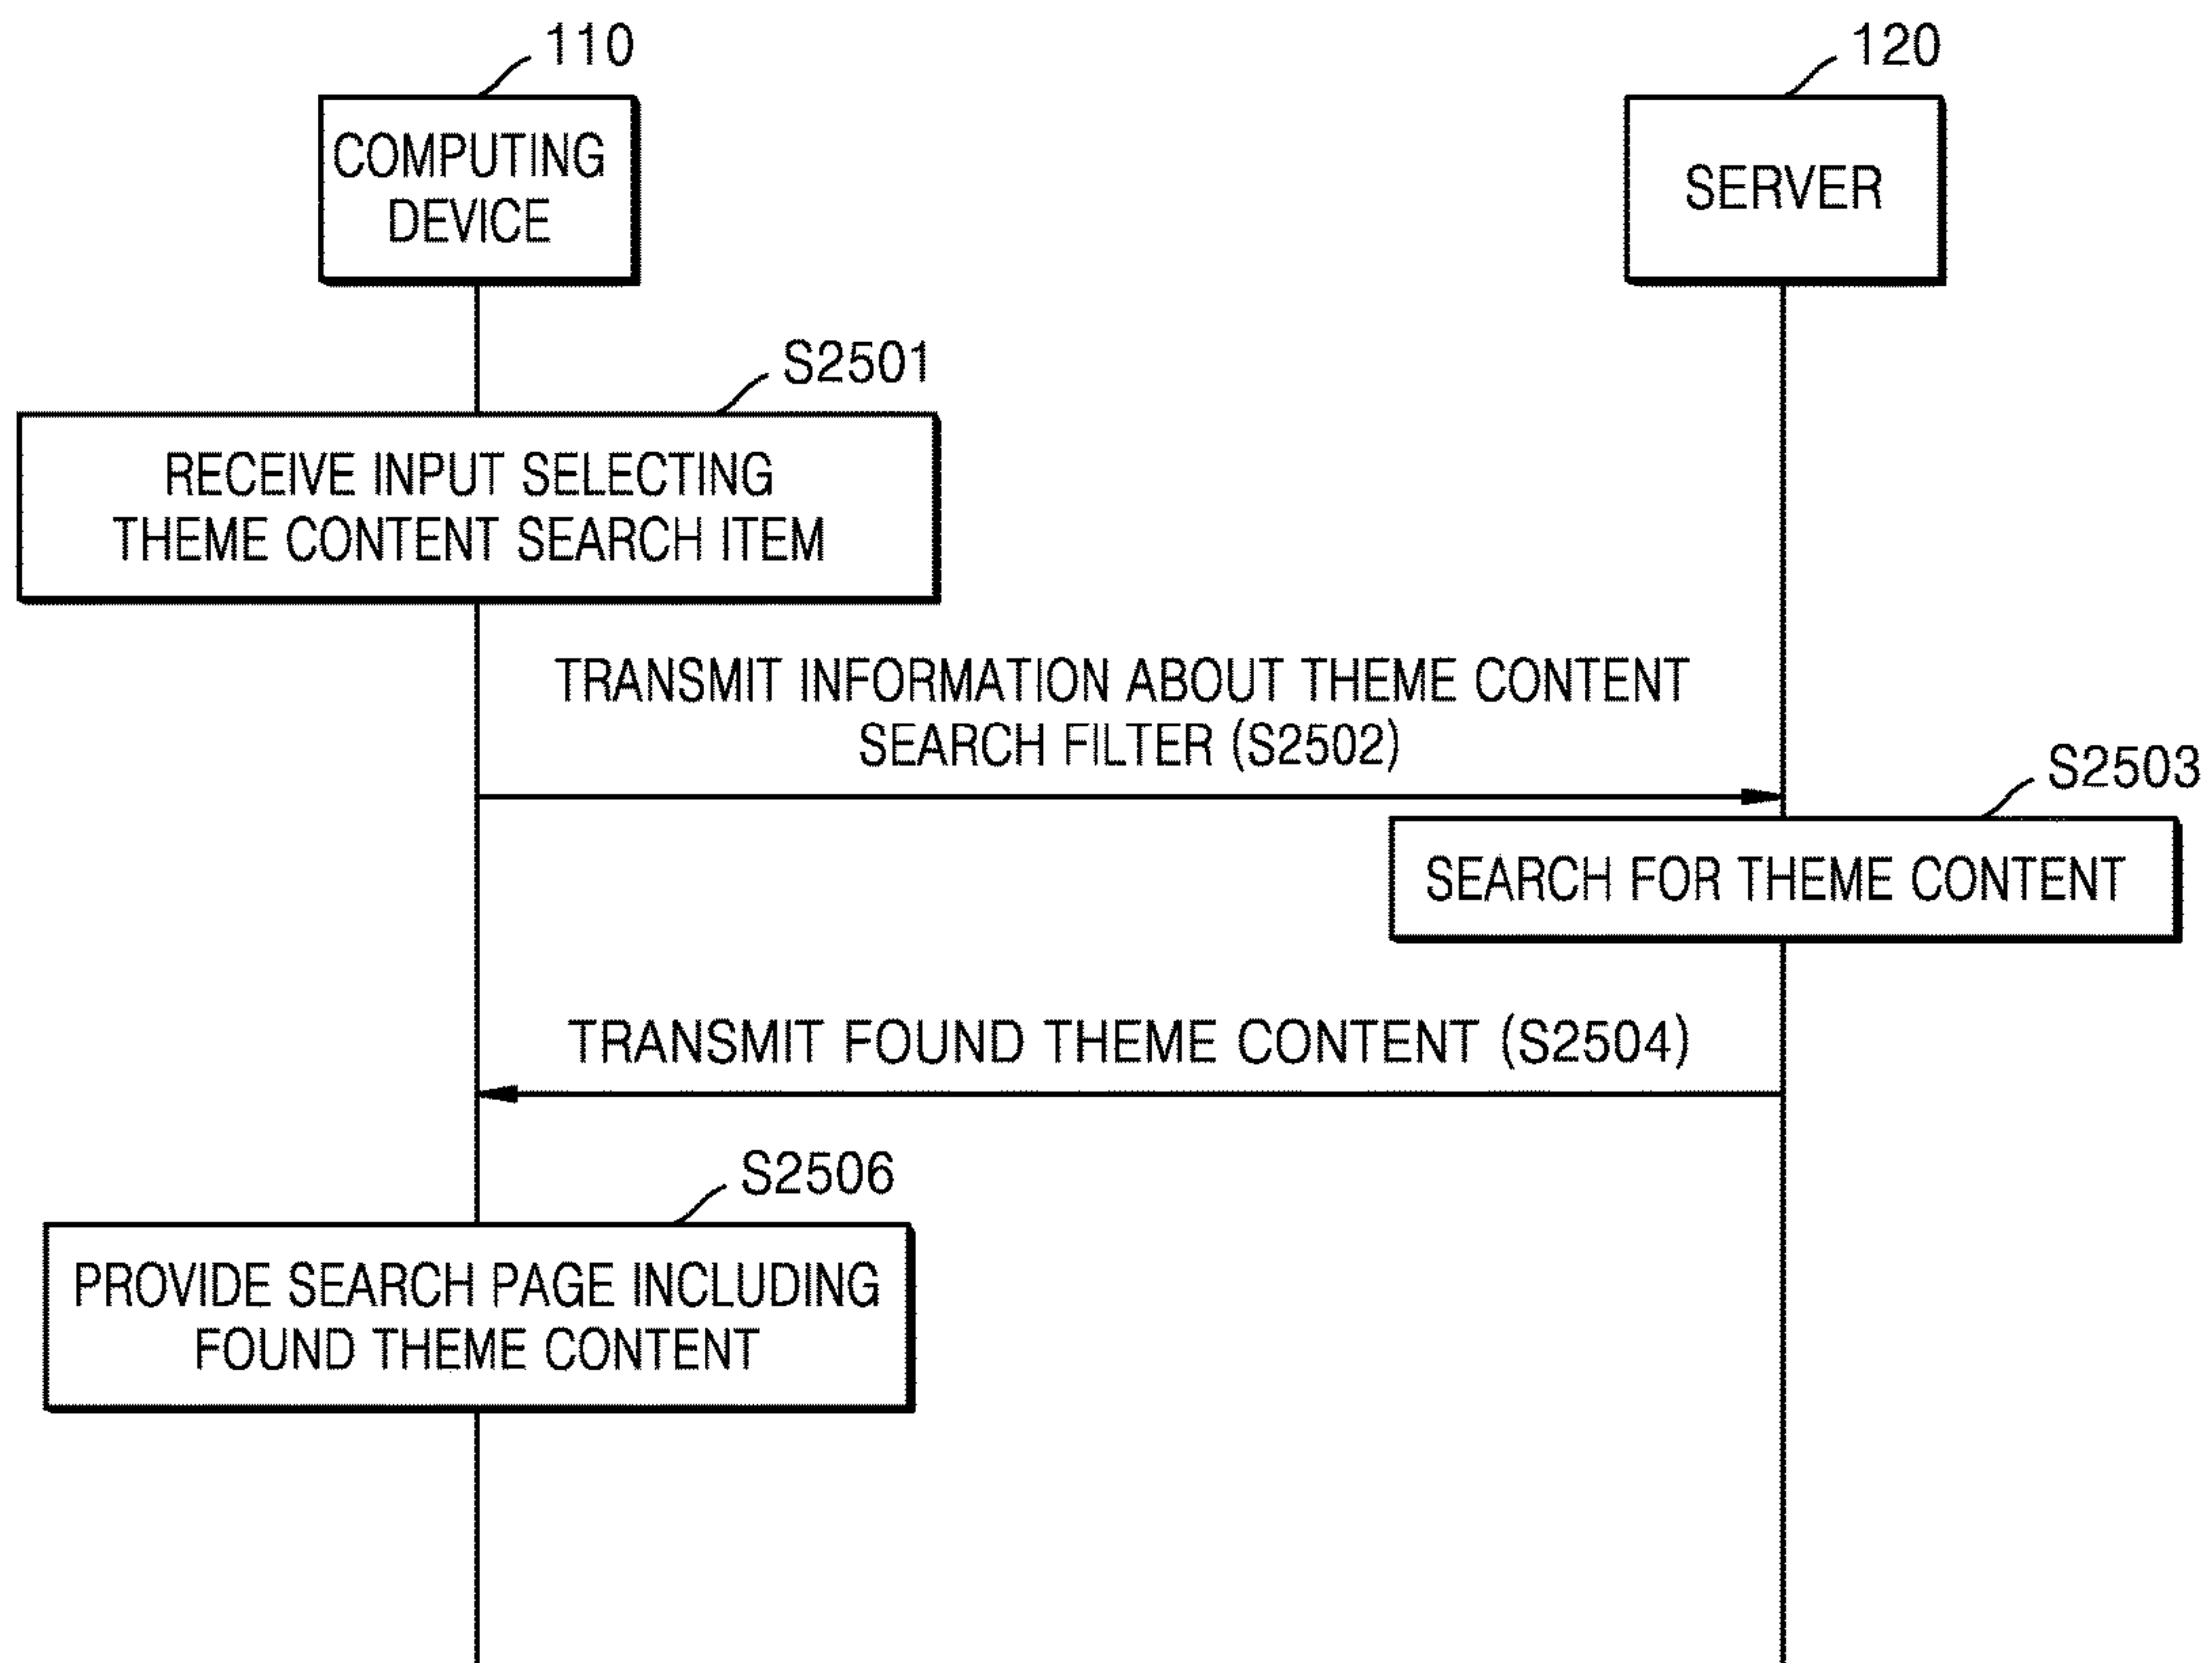 110
120
COMPUTING
DEVICE
SERVER
S2501
RECEIVE INPUT SELECTING
THEME CONTENT SEARCH ITEM
TRANSMIT INFORMATION ABOUT THEME CONTENT
SEARCH FILTER (S2502)
S2503
SEARCH FOR THEME CONTENT
TRANSMIT FOUND THEME CONTENT (S2504)
S2506
PROVIDE SEARCH PAGE INCLUDING
FOUND THEME CONTENT